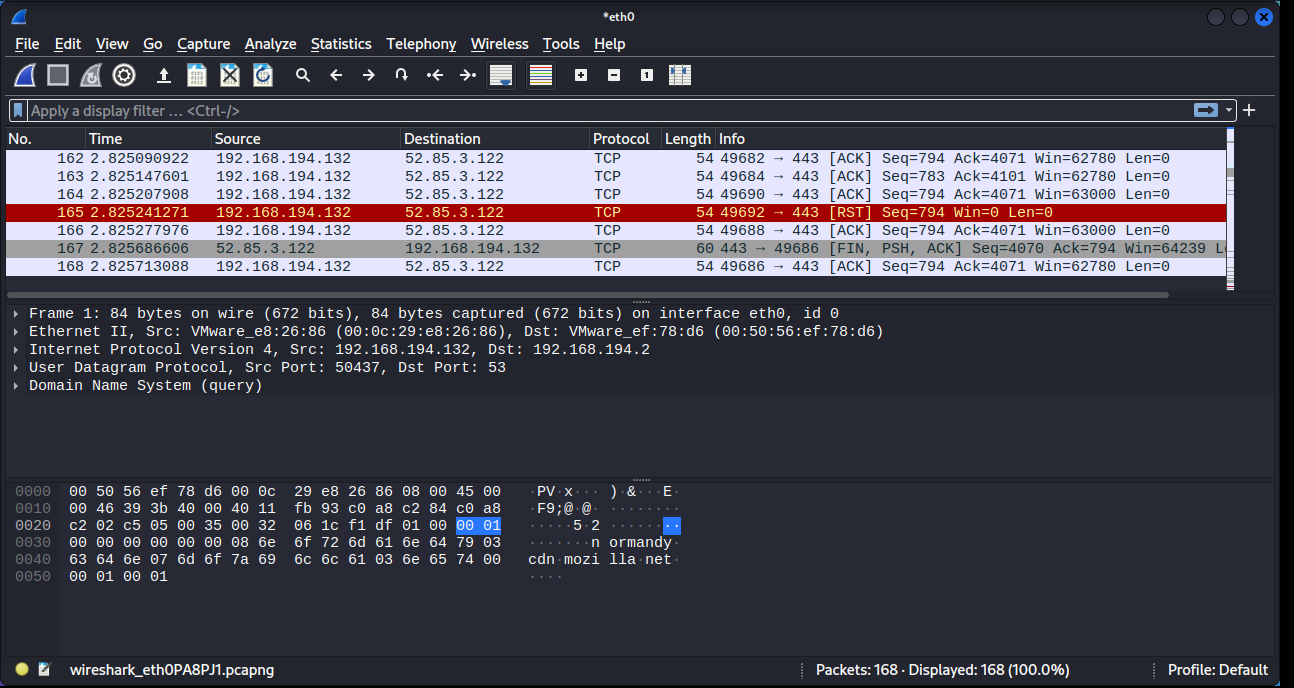 *eth0
File Edit View Go Capture Analyze Statistics Telephony Wireless Tools Help
Apply a display filter ... <Ctrl-/>
No. Time Source Destination Protocol Length Info
162 2.825090922 192.168.194.132 52.85.3.122 TCP 54 49682 → 443 [ACK] Seq=794 Ack=4071 Win=62780 Len=0
163 2.825147601 192.168.194.132 52.85.3.122 TCP 54 49684 → 443 [ACK] Seq=783 Ack=4101 Win=62780 Len=0
164 2.825207908 192.168.194.132 52.85.3.122 TCP 54 49690 → 443 [ACK] Seq=794 Ack=4071 Win=63000 Len=0
165 2.825241271 192.168.194.132 52.85.3.122 TCP 54 49692 → 443 [RST] Seq=794 Win=0 Len=0
166 2.825277976 192.168.194.132 52.85.3.122 TCP 54 49688 → 443 [ACK] Seq=794 Ack=4071 Win=63000 Len=0
167 2.825686606 52.85.3.122 192.168.194.132 TCP 60 443 → 49686 [FIN, PSH, ACK] Seq=4070 Ack=794 Win=64239 L
168 2.825713088 192.168.194.132 52.85.3.122 TCP 54 49686 → 443 [ACK] Seq=794 Ack=4071 Win=62780 Len=0
Frame 1: 84 bytes on wire (672 bits), 84 bytes captured (672 bits) on interface eth0, id 0
Ethernet II, Src: VMware_e8:26:86 (00:0c:29:e8:26:86), Dst: VMware_ef:78:d6 (00:50:56:ef:78:d6)
Internet Protocol Version 4, Src: 192.168.194.132, Dst: 192.168.194.2
User Datagram Protocol, Src Port: 50437, Dst Port: 53
Domain Name System (query)
0000 00 50 56 ef 78 d6 00 0c 29 e8 26 86 08 00 45 00 ·PV·x··· )·&···E·
0010 00 46 39 3b 40 00 40 11 fb 93 c0 a8 c2 84 c0 a8 ·F9;@·@· ········
0020 c2 02 c5 05 00 35 00 32 06 1c f1 df 01 00 00 01 ·····5·2 ········
0030 00 00 00 00 00 00 08 6e 6f 72 6d 61 6e 64 79 03 ·······n ormandy·
0040 63 64 6e 07 6d 6f 7a 69 6c 6c 61 03 6e 65 74 00 cdn·mozi lla·net·
0050 00 01 00 01 ····
wireshark_eth0PA8PJ1.pcapng Packets: 168 · Displayed: 168 (100.0%) Profile: Default